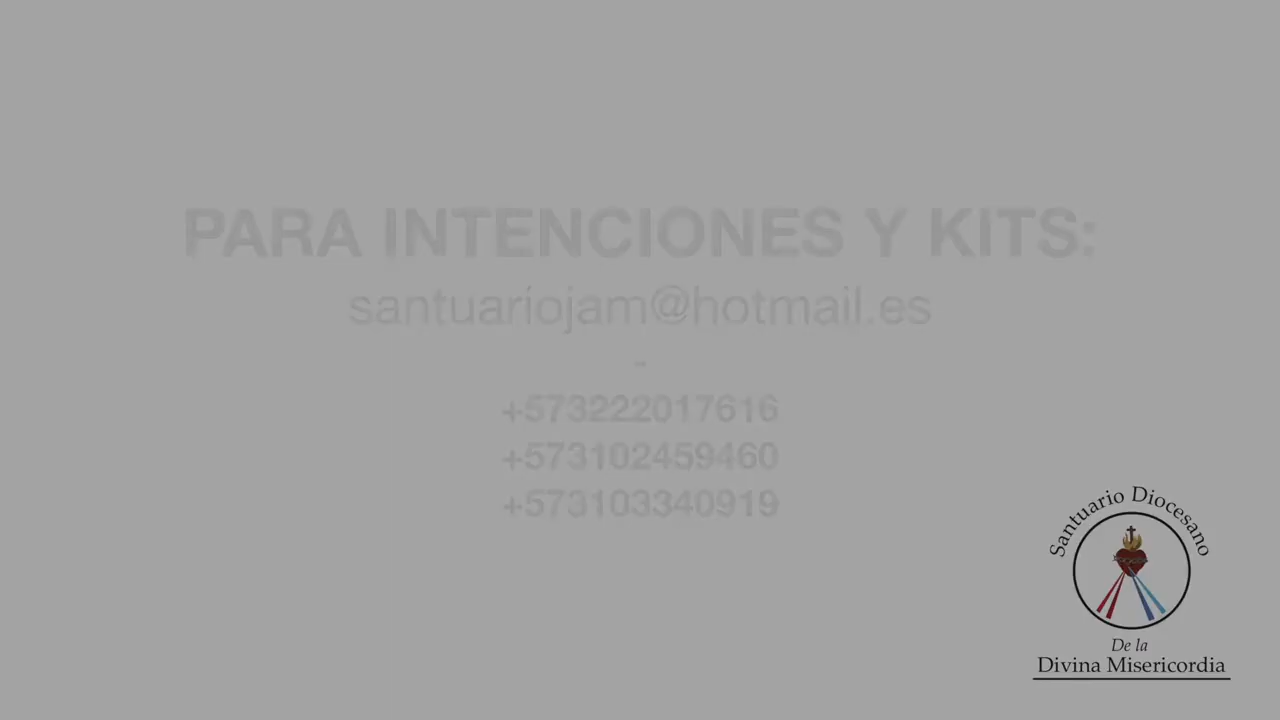 PARA INTENCIONES Y KITS:
santuariojam@hotmail.es
-
+573222017616
+573102459460
+573103340919
Santuario Diocesano
De la
Divina Misericordia